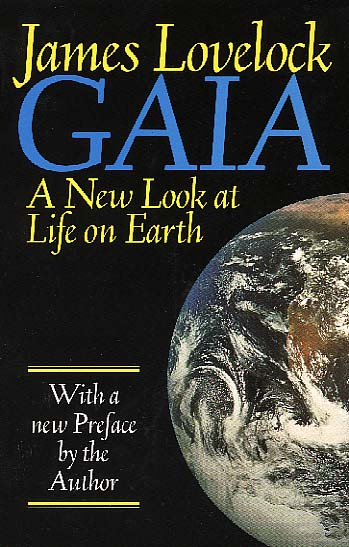 James Lovelock
GAIA
A New Look at
Life on Earth
With a
new Preface
by the
Author